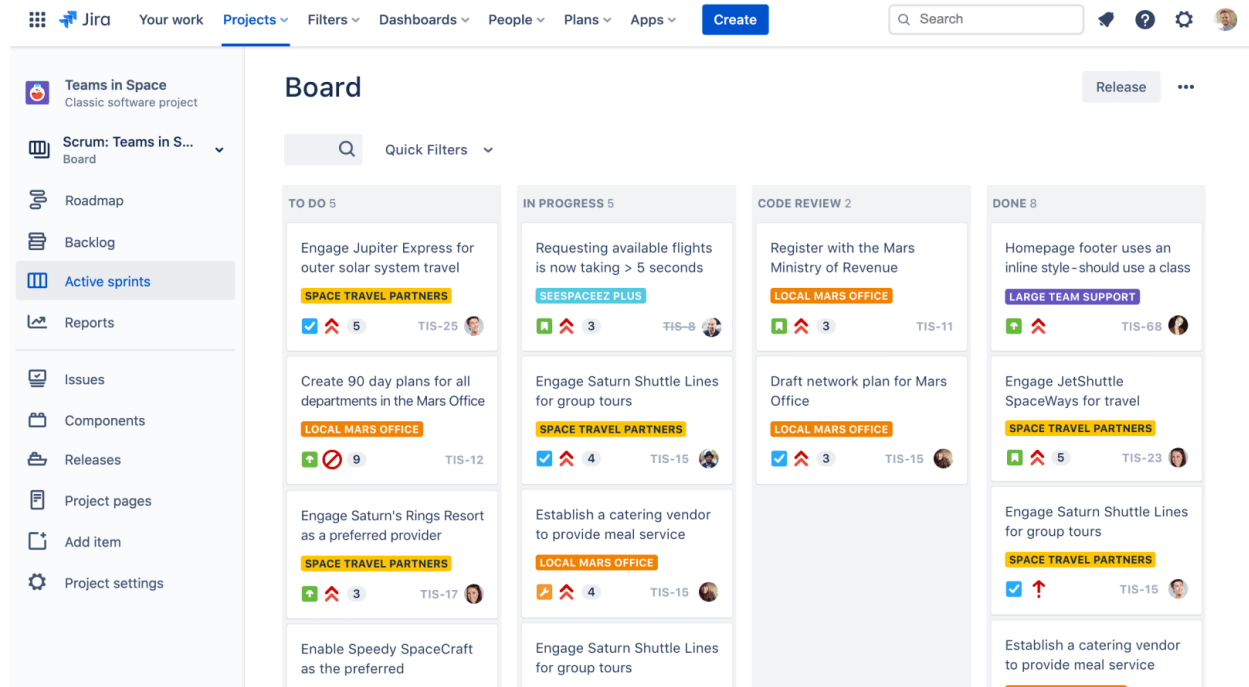 Jira
Your work
Projects
Filters
Dashboards
People
Plans
Apps
Create
Search
Teams in Space
Classic software project
Scrum: Teams in S...
Board
Roadmap
Backlog
Active sprints
Reports
Issues
Components
Releases
Project pages
Add item
Project settings
Board
Release
Quick Filters
TO DO 5
Engage Jupiter Express for
outer solar system travel
SPACE TRAVEL PARTNERS
5 TIS-25
Create 90 day plans for all
departments in the Mars Office
LOCAL MARS OFFICE
9 TIS-12
Engage Saturn's Rings Resort
as a preferred provider
SPACE TRAVEL PARTNERS
3 TIS-17
Enable Speedy SpaceCraft
as the preferred
IN PROGRESS 5
Requesting available flights
is now taking > 5 seconds
SEESPACEEZ PLUS
3 TIS-8
Engage Saturn Shuttle Lines
for group tours
SPACE TRAVEL PARTNERS
4 TIS-15
Establish a catering vendor
to provide meal service
LOCAL MARS OFFICE
4 TIS-15
Engage Saturn Shuttle Lines
for group tours
CODE REVIEW 2
Register with the Mars
Ministry of Revenue
LOCAL MARS OFFICE
3 TIS-11
Draft network plan for Mars
Office
LOCAL MARS OFFICE
3 TIS-15
DONE 8
Homepage footer uses an
inline style-should use a class
LARGE TEAM SUPPORT
TIS-68
Engage JetShuttle
SpaceWays for travel
SPACE TRAVEL PARTNERS
5 TIS-23
Engage Saturn Shuttle Lines
for group tours
SPACE TRAVEL PARTNERS
TIS-15
Establish a catering vendor
to provide meal service